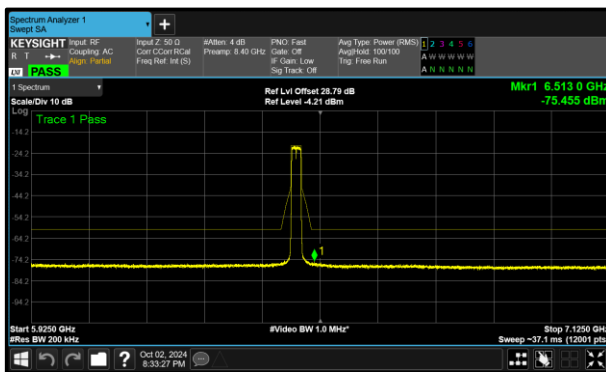 Spectrum Analyzer 1
Swept SA
+
KEYSIGHT Input: RF
R T Coupling: AC
Align: Partial
LXI PASS
Input Z: 50 Ω
Corr CCorr RCal
Freq Ref: Int (S)
#Atten: 4 dB
Preamp: 8.40 GHz
PNO: Fast
Gate: Off
IF Gain: Low
Sig Track: Off
Avg Type: Power (RMS)
Avg|Hold: 100/100
Trig: Free Run
1 2 3 4 5 6
A W W W W W
A N N N N N
1 Spectrum
Scale/Div 10 dB
Ref Lvl Offset 28.79 dB
Ref Level -4.21 dBm
Mkr1 6.513 0 GHz
-75.455 dBm
Log
Trace 1 Pass
-14.2
-24.2
-34.2
-44.2
-54.2
-64.2
-74.2
-84.2
-94.2
1
Start 5.9250 GHz
#Res BW 200 kHz
#Video BW 1.0 MHz*
Stop 7.1250 GHz
Sweep ~37.1 ms (12001 pts)
?
Oct 02, 2024
8:33:27 PM